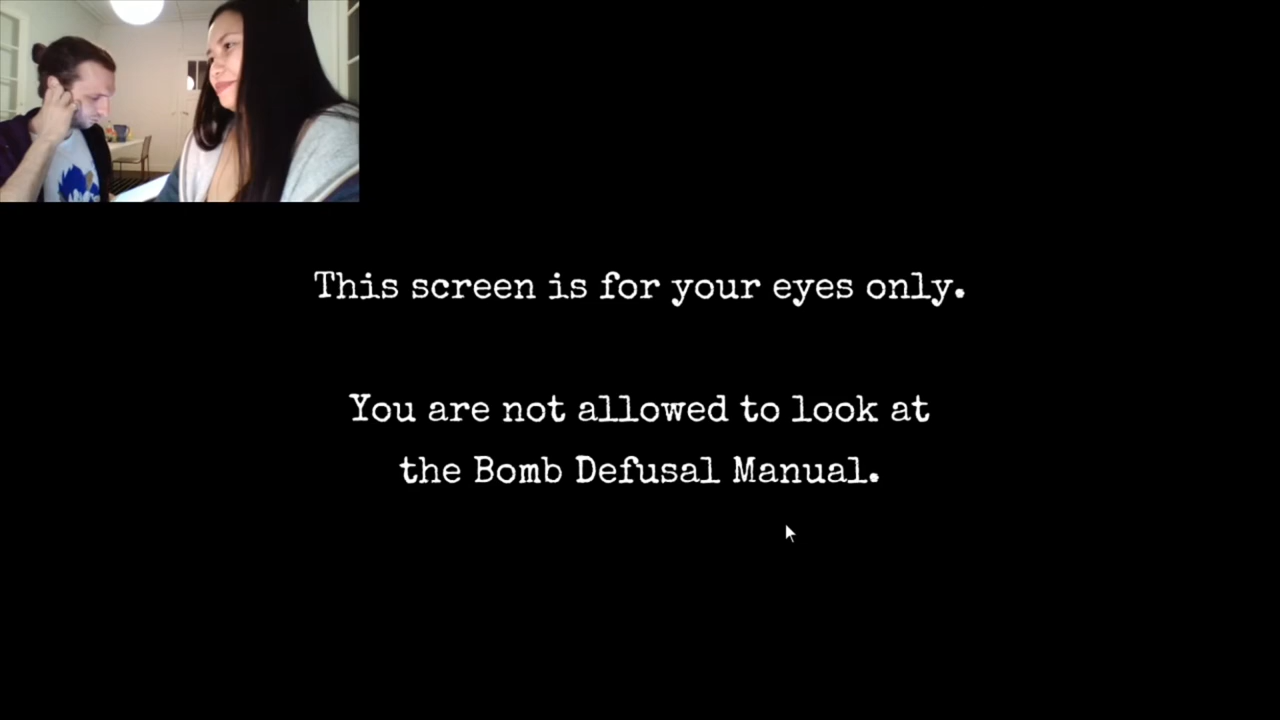 This screen is for your eyes only.
You are not allowed to look at
the Bomb Defusal Manual.